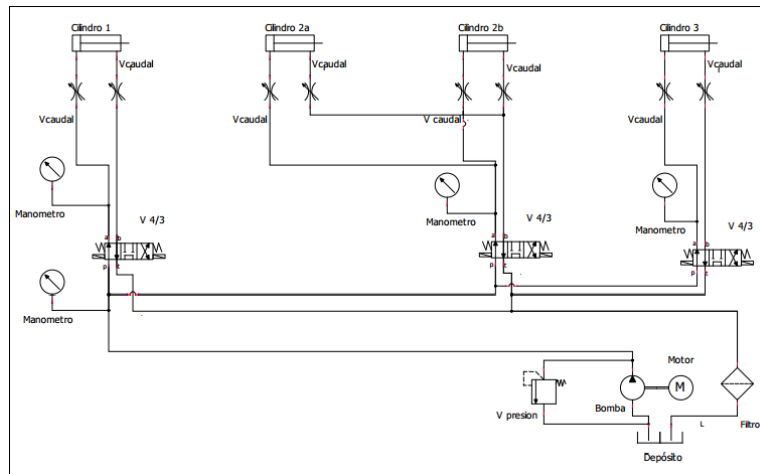 Cilindro 1
Cilindro 2a
Cilindro 2b
Cilindro 3
Vcaudal
Vcaudal
Vcaudal
Vcaudal
Vcaudal
Vcaudal
V caudal
Vcaudal
Manometro
V 4/3
Manometro
V 4/3
Manometro
V 4/3
a b
a b
a b
p t
p t
p t
Manometro
Motor
M
V presion
Bomba
L
Filtro
Depósito